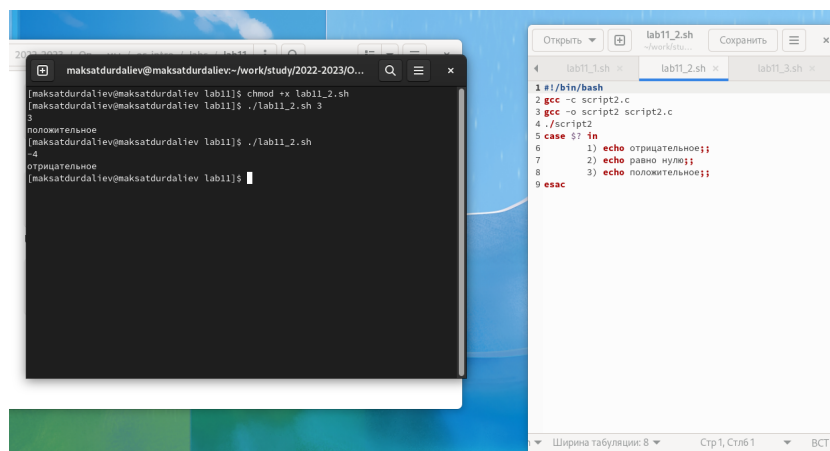 maksatdurdaliev@maksatdurdaliev:~/work/study/2022-2023/O...
[maksatdurdaliev@maksatdurdaliev lab11]$ chmod +x lab11_2.sh
[maksatdurdaliev@maksatdurdaliev lab11]$ ./lab11_2.sh 3
3
положительное
[maksatdurdaliev@maksatdurdaliev lab11]$ ./lab11_2.sh
-4
отрицательное
[maksatdurdaliev@maksatdurdaliev lab11]$
Открыть
lab11_2.sh
~/work/stu...
Сохранить
lab11_1.sh
lab11_2.sh
lab11_3.sh
1 #!/bin/bash
2 gcc -c script2.c
3 gcc -o script2 script2.c
4 ./script2
5 case $? in
6 1) echo отрицательное;;
7 2) echo равно нулю;;
8 3) echo положительное;;
9 esac
Ширина табуляции: 8
Стр 1, Стлб 1
ВСТ